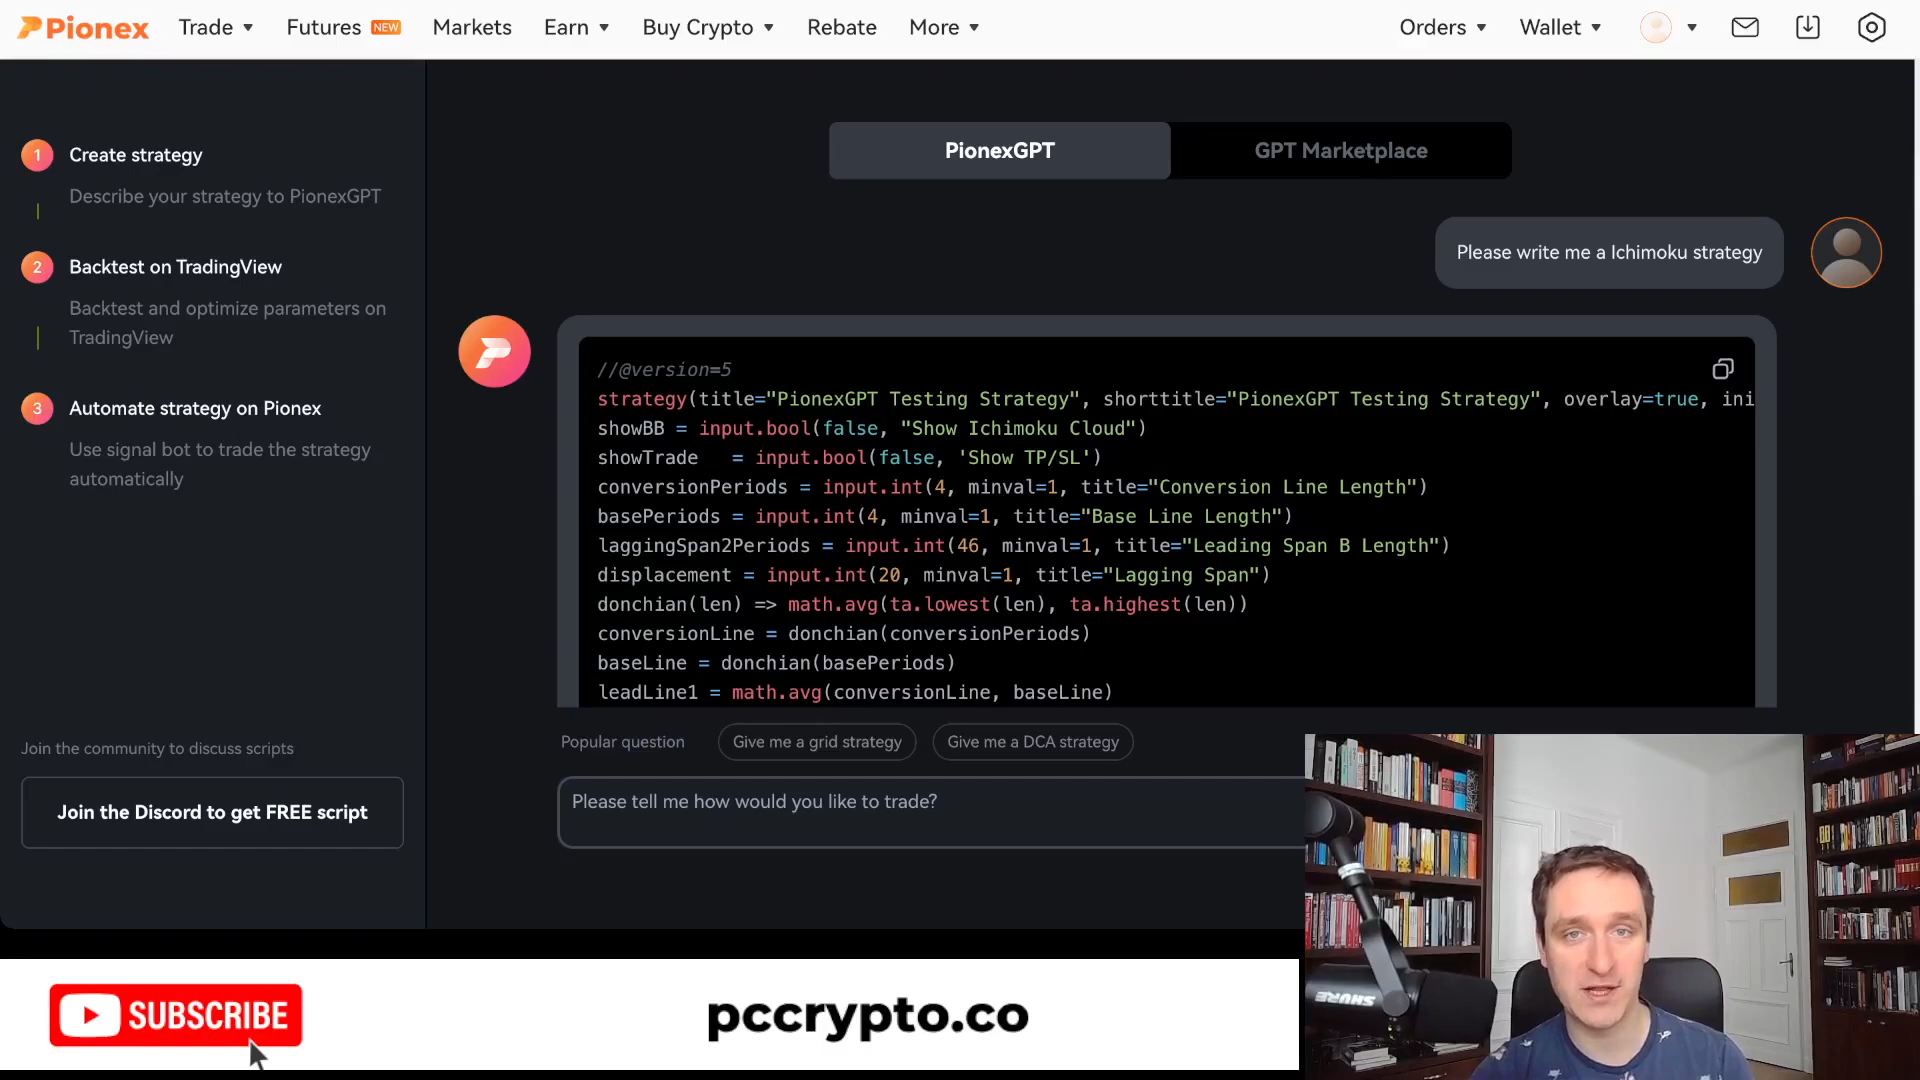 Pionex
Trade
Futures NEW
Markets
Earn
Buy Crypto
Rebate
More
Orders
Wallet
1 Create strategy
Describe your strategy to PionexGPT
2 Backtest on TradingView
Backtest and optimize parameters on
TradingView
3 Automate strategy on Pionex
Use signal bot to trade the strategy
automatically
Join the community to discuss scripts
Join the Discord to get FREE script
PionexGPT
GPT Marketplace
Please write me a Ichimoku strategy
//@version=5
strategy(title="PionexGPT Testing Strategy", shorttitle="PionexGPT Testing Strategy", overlay=true, ini
showBB = input.bool(false, "Show Ichimoku Cloud")
showTrade   = input.bool(false, 'Show TP/SL')
conversionPeriods = input.int(4, minval=1, title="Conversion Line Length")
basePeriods = input.int(4, minval=1, title="Base Line Length")
laggingSpan2Periods = input.int(46, minval=1, title="Leading Span B Length")
displacement = input.int(20, minval=1, title="Lagging Span")
donchian(len) => math.avg(ta.lowest(len), ta.highest(len))
conversionLine = donchian(conversionPeriods)
baseLine = donchian(basePeriods)
leadLine1 = math.avg(conversionLine, baseLine)
Popular question
Give me a grid strategy
Give me a DCA strategy
Please tell me how would you like to trade?
SUBSCRIBE
pccrypto.co
SHURE